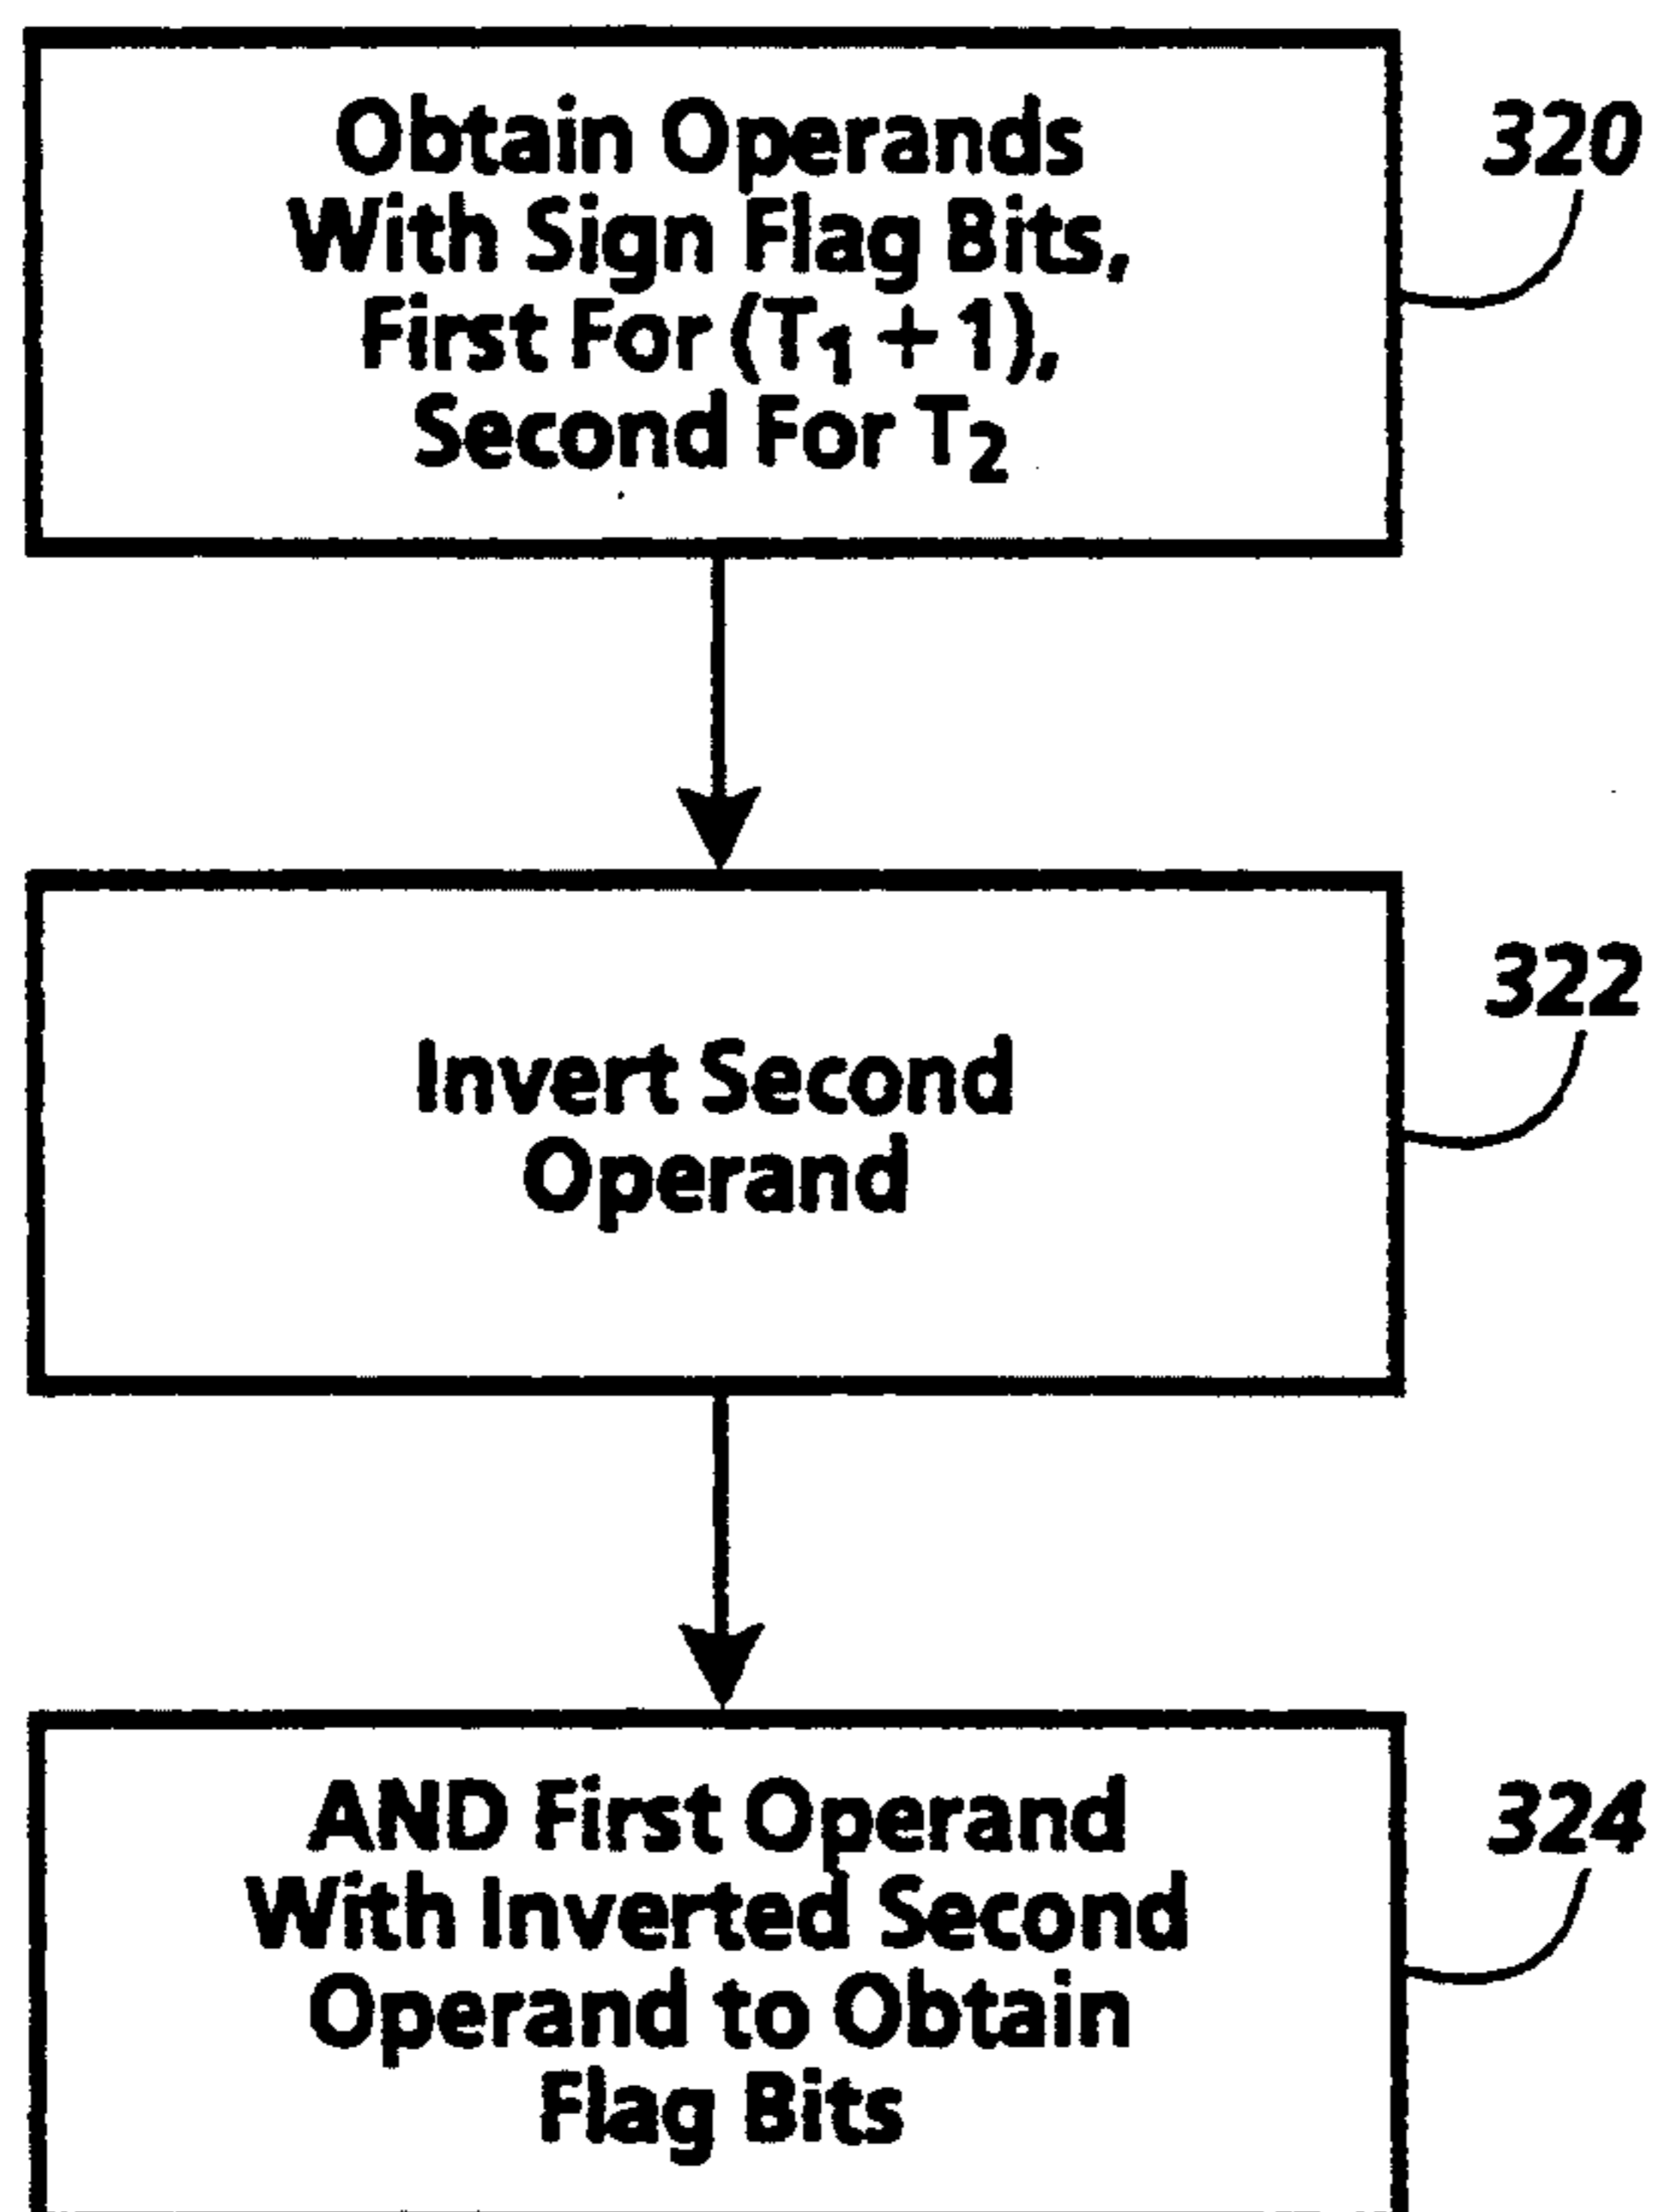 Obtain Operands
With Sign Flag Bits,
First For (T₁ + 1),
Second For T₂
320
Invert Second
Operand
322
AND First Operand
With Inverted Second
Operand to Obtain
Flag Bits
324